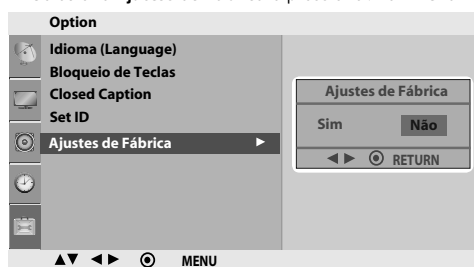 Option
Idioma (Language)
Bloqueio de Teclas
Closed Caption
Set ID
Ajustes de Fábrica ►
Ajustes de Fábrica
Sim Não
◄ ► RETURN
▲▼ ◄ ► MENU